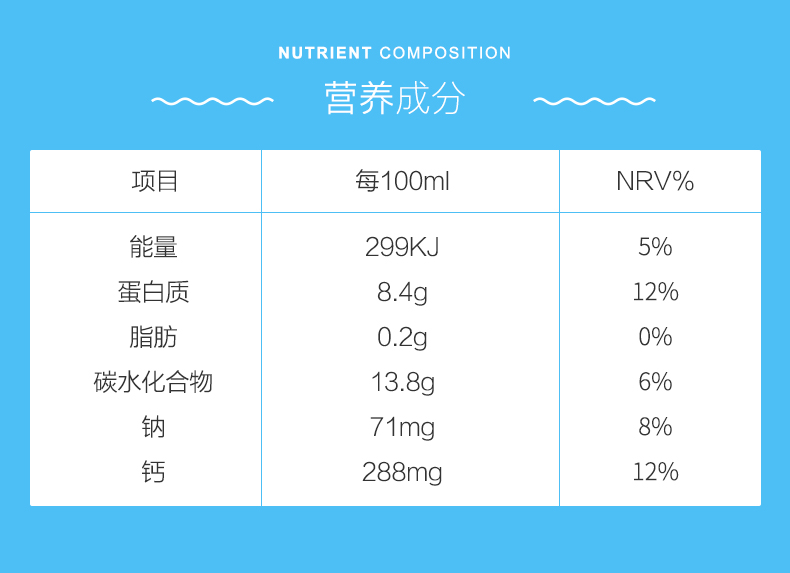 NUTRIENT COMPOSITION
营养成分
项目 每100ml NRV%
能量 299KJ 5%
蛋白质 8.4g 12%
脂肪 0.2g 0%
碳水化合物 13.8g 6%
钠 71mg 8%
钙 288mg 12%